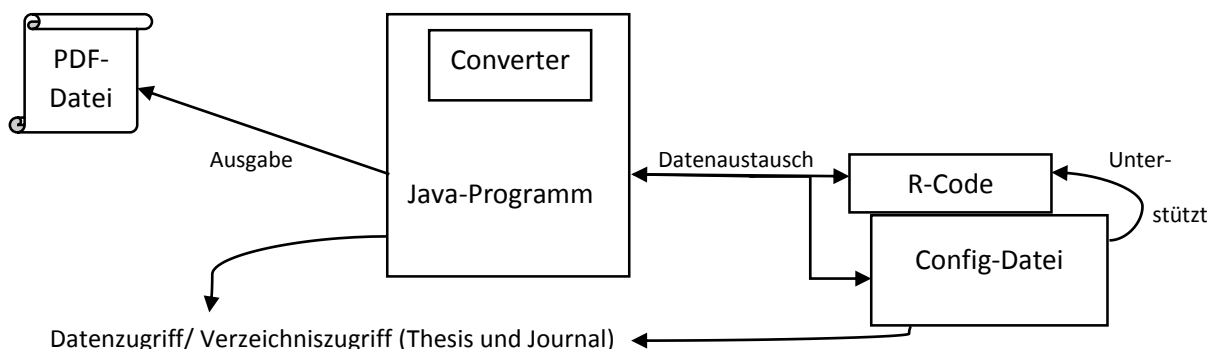 PDF-
Datei
Converter
Ausgabe
Java-Programm
Datenaustausch
R-Code
Unter-
stützt
Config-Datei
Datenzugriff/ Verzeichniszugriff (Thesis und Journal)